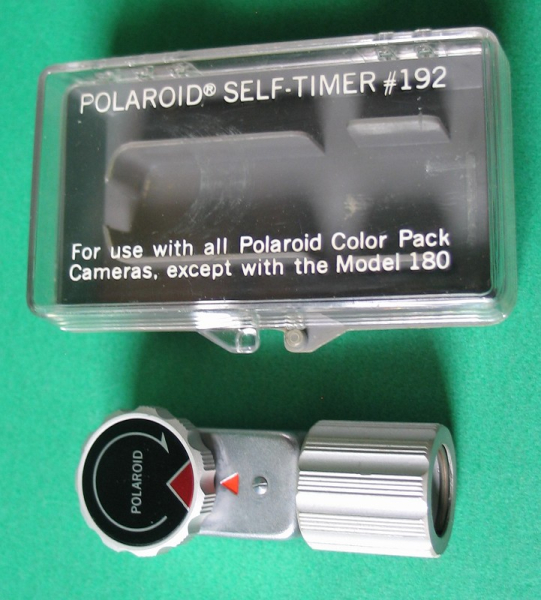 POLAROID® SELF-TIMER #192
For use with all Polaroid Color Pack
Cameras, except with the Model 180
POLAROID